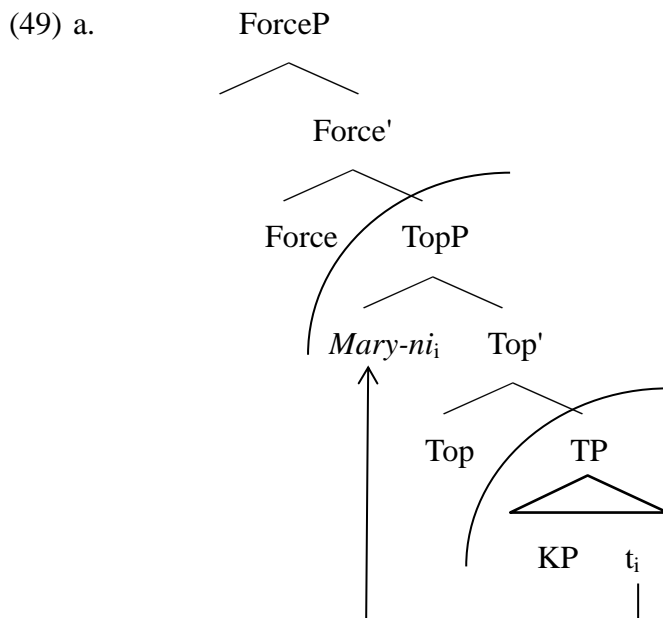 (49) a. ForceP
Force'
Force TopP
Mary-niᵢ Top'
Top TP
KP tᵢ